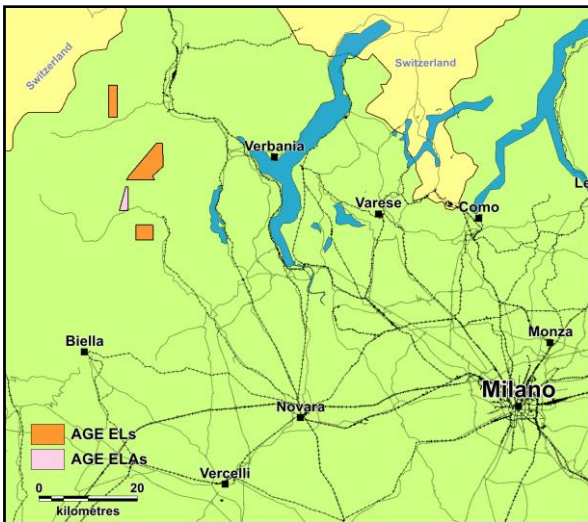 Switzerland
Switzerland
Verbania
Varese
Como
Le
Biella
Monza
Milano
Novara
AGE ELs
AGE ELAs
Vercelli
0 20
kilometres